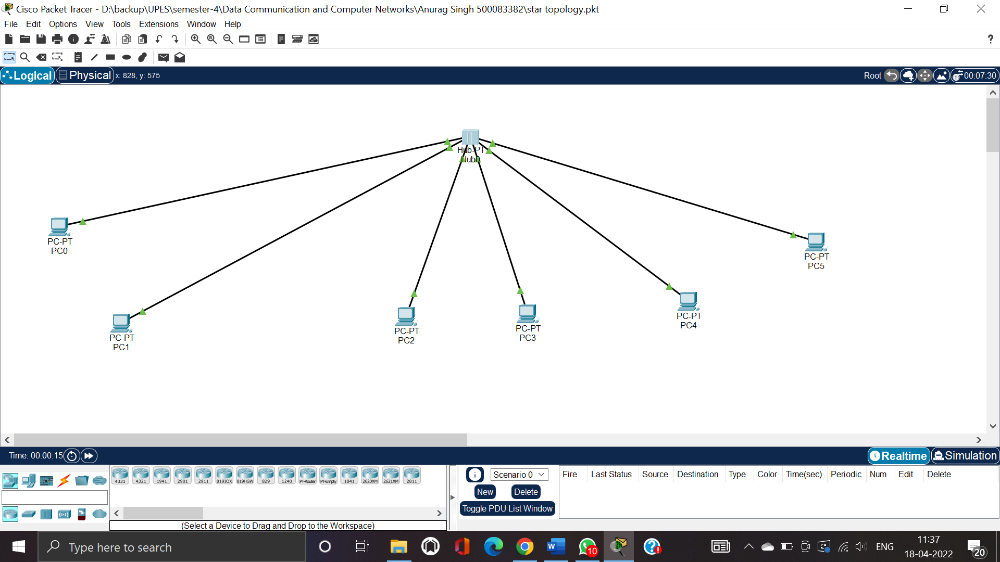 Cisco Packet Tracer - D:\backup\UPES\semester-4\Data Communication and Computer Networks\Anurag Singh 500083382\star topology.pkt
File Edit Options View Tools Extensions Window Help
?
Logical Physical x: 828, y: 575 Root 00:07:30
Hub-PT
Hub0
PC-PT
PC0
PC-PT
PC5
PC-PT
PC4
PC-PT
PC3
PC-PT
PC2
PC-PT
PC1
Time: 00:00:15 Realtime Simulation
4331 4321 1941 2901 2911 819IOX 819HGW 829 1240 PT-Router PT-Empty 1841 2620XM 2621XM 2811
(Select a Device to Drag and Drop to the Workspace)
Scenario 0
New Delete
Toggle PDU List Window
Fire Last Status Source Destination Type Color Time(sec) Periodic Num Edit Delete
Type here to search
10
ENG
11:37
18-04-2022
20